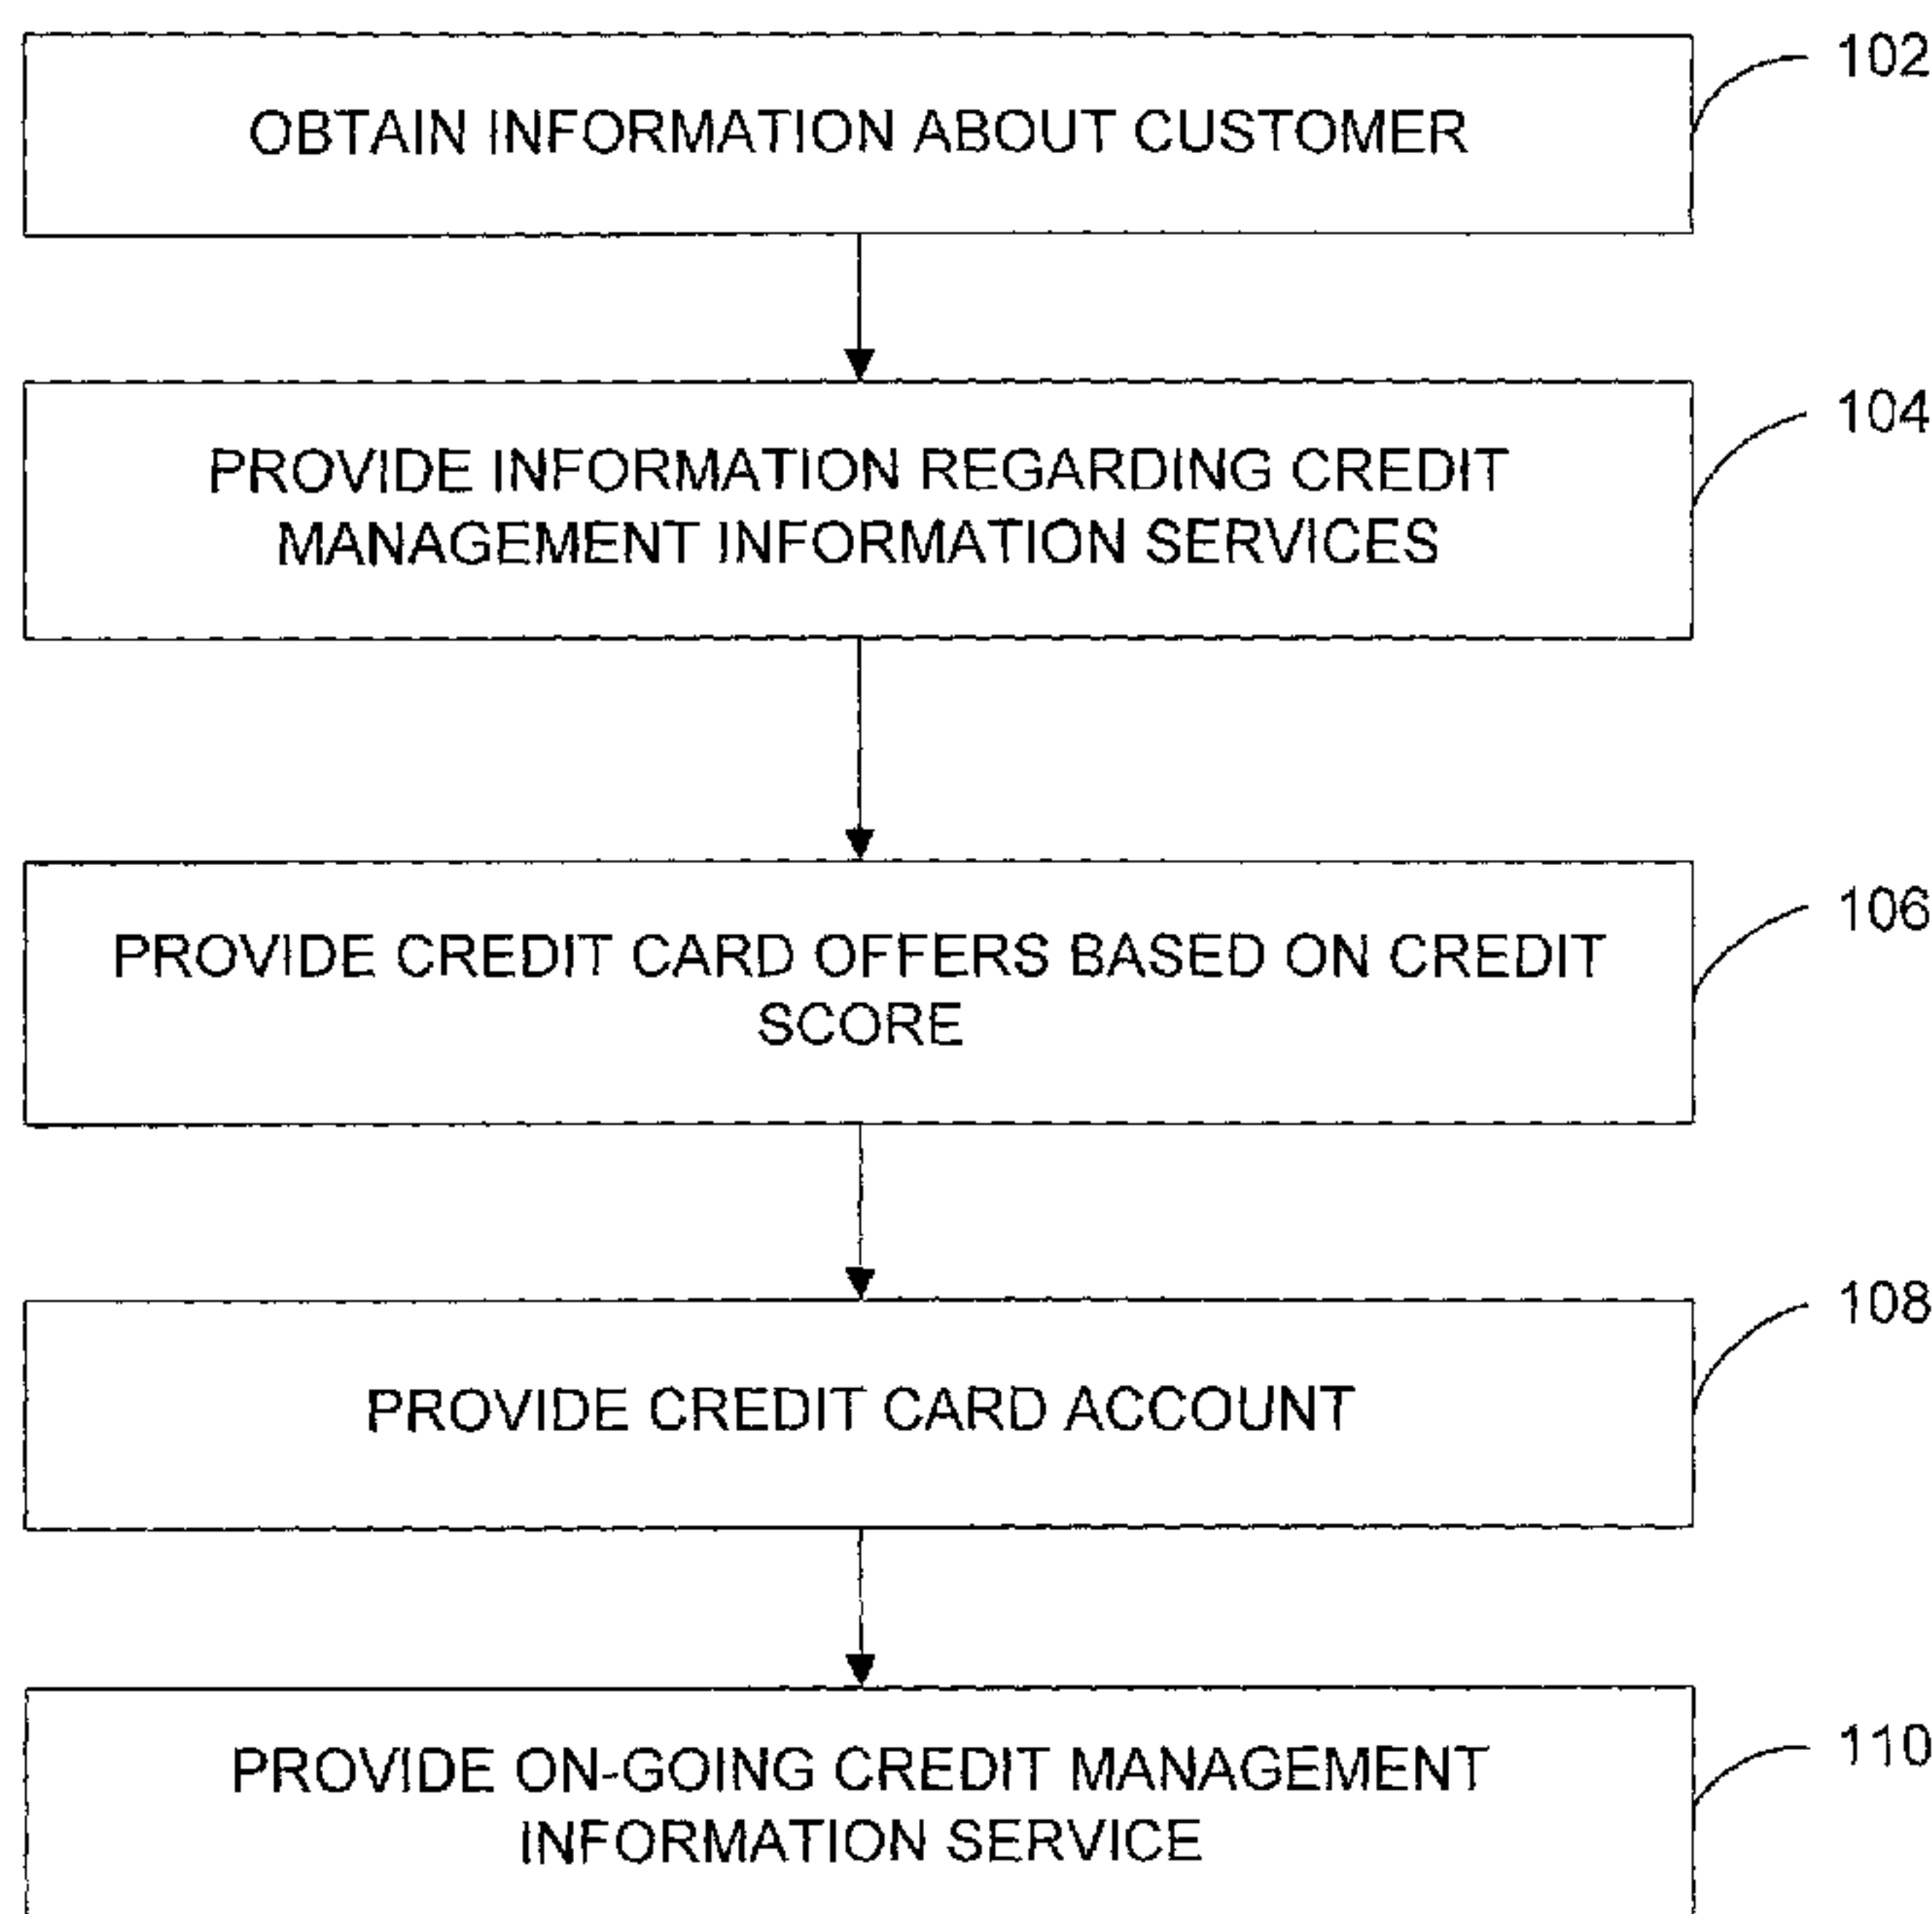 102
OBTAIN INFORMATION ABOUT CUSTOMER
104
PROVIDE INFORMATION REGARDING CREDIT
MANAGEMENT INFORMATION SERVICES
106
PROVIDE CREDIT CARD OFFERS BASED ON CREDIT
SCORE
108
PROVIDE CREDIT CARD ACCOUNT
110
PROVIDE ON-GOING CREDIT MANAGEMENT
INFORMATION SERVICE